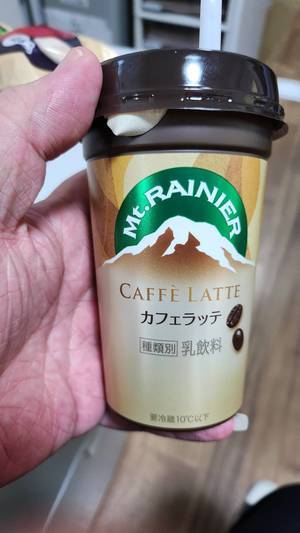 Mt. RAINIER
CAFFÈ LATTE
カフェラッテ
種類別 乳飲料
要冷蔵10℃以下